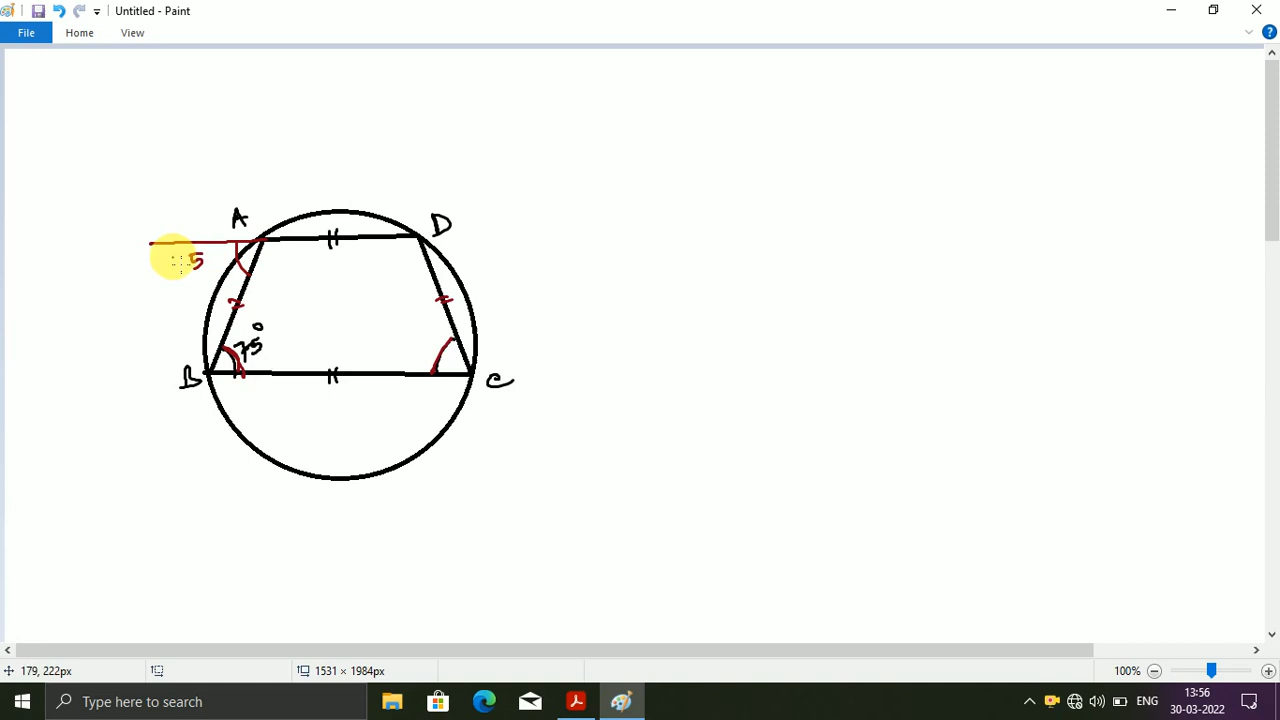 Untitled - Paint
File Home View
A
D
5
75°
B
C
179, 222px
1531 × 1984px
100%
Type here to search
ENG
13:56
30-03-2022